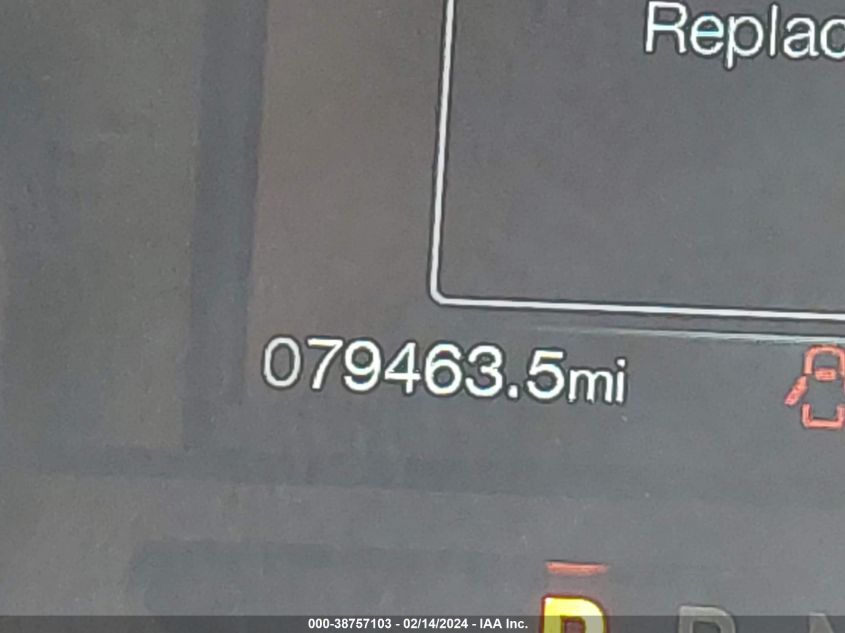 Replac
079463.5mi
P R N
000-38757103 - 02/14/2024 - IAA Inc.